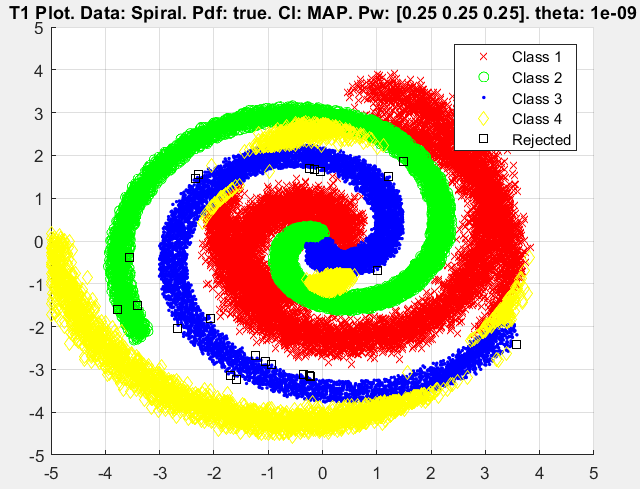 T1 Plot. Data: Spiral. Pdf: true. Cl: MAP. Pw: [0.25 0.25 0.25]. theta: 1e-09
5
4
3
2
1
0
-1
-2
-3
-4
-5
-5 -4 -3 -2 -1 0 1 2 3 4 5
Class 1
Class 2
Class 3
Class 4
Rejected